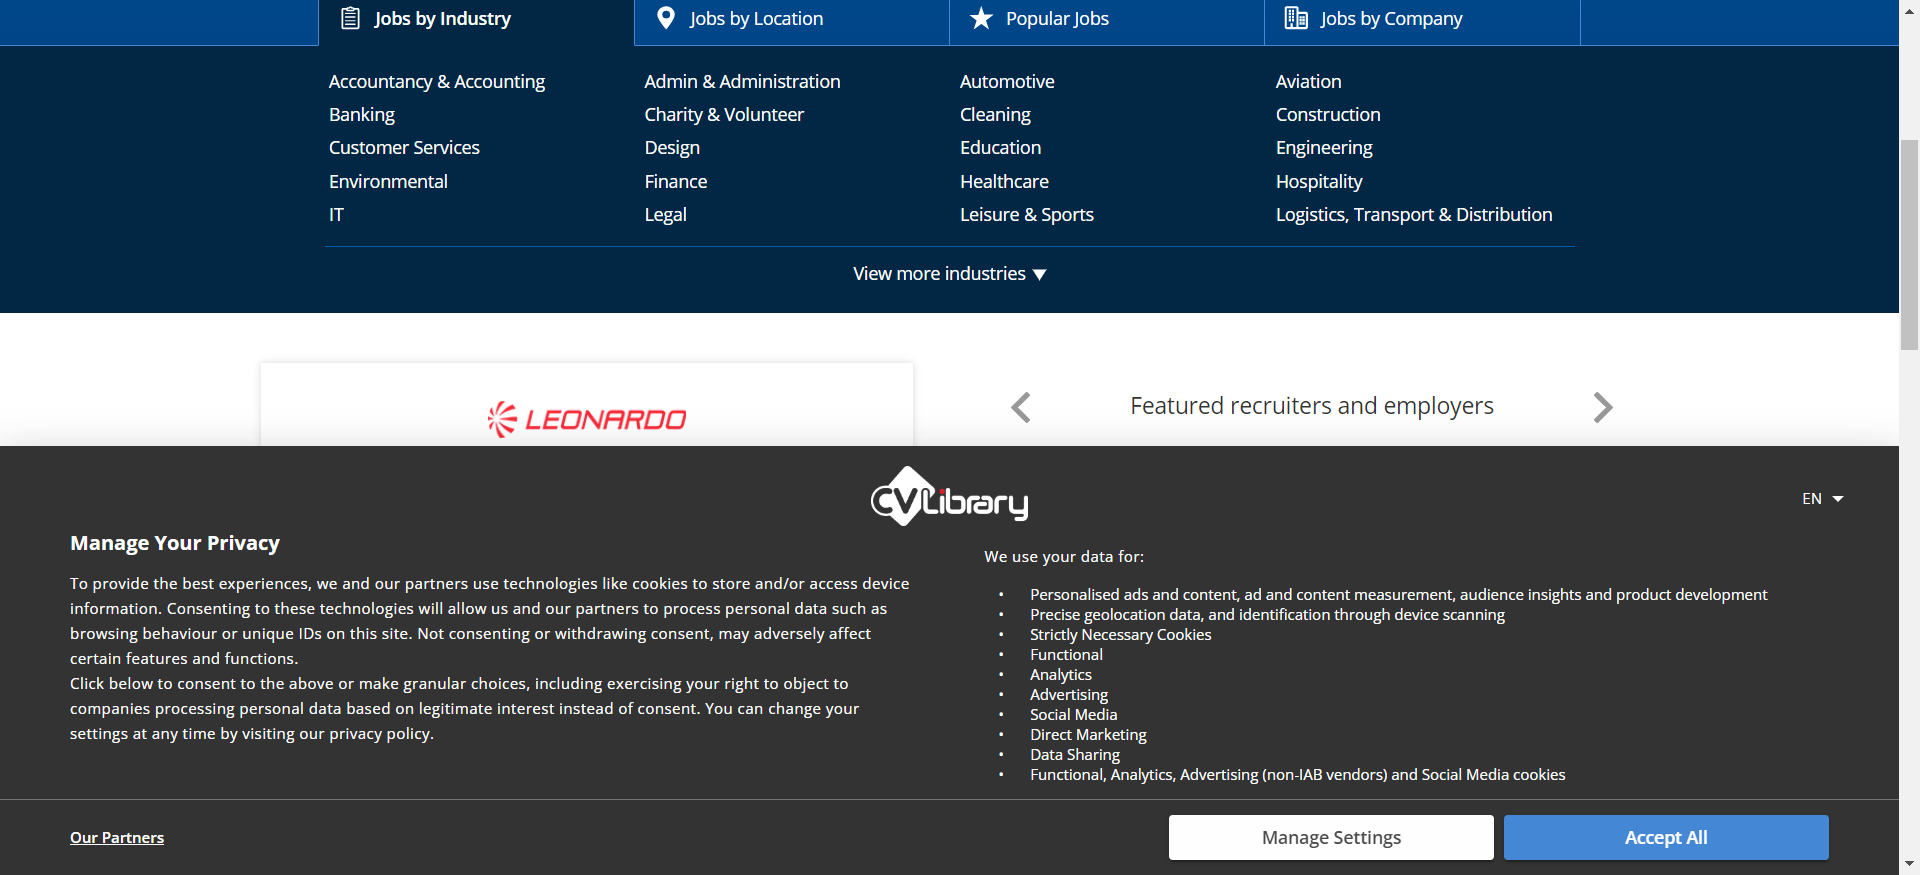 Jobs by Industry
Jobs by Location
Popular Jobs
Jobs by Company
Accountancy & Accounting
Admin & Administration
Automotive
Aviation
Banking
Charity & Volunteer
Cleaning
Construction
Customer Services
Design
Education
Engineering
Environmental
Finance
Healthcare
Hospitality
IT
Legal
Leisure & Sports
Logistics, Transport & Distribution
View more industries
LEONARDO
Featured recruiters and employers
CVLibrary
EN
Manage Your Privacy
To provide the best experiences, we and our partners use technologies like cookies to store and/or access device
information. Consenting to these technologies will allow us and our partners to process personal data such as
browsing behaviour or unique IDs on this site. Not consenting or withdrawing consent, may adversely affect
certain features and functions.
Click below to consent to the above or make granular choices, including exercising your right to object to
companies processing personal data based on legitimate interest instead of consent. You can change your
settings at any time by visiting our privacy policy.
We use your data for:
• Personalised ads and content, ad and content measurement, audience insights and product development
• Precise geolocation data, and identification through device scanning
• Strictly Necessary Cookies
• Functional
• Analytics
• Advertising
• Social Media
• Direct Marketing
• Data Sharing
• Functional, Analytics, Advertising (non-IAB vendors) and Social Media cookies
Our Partners
Manage Settings
Accept All